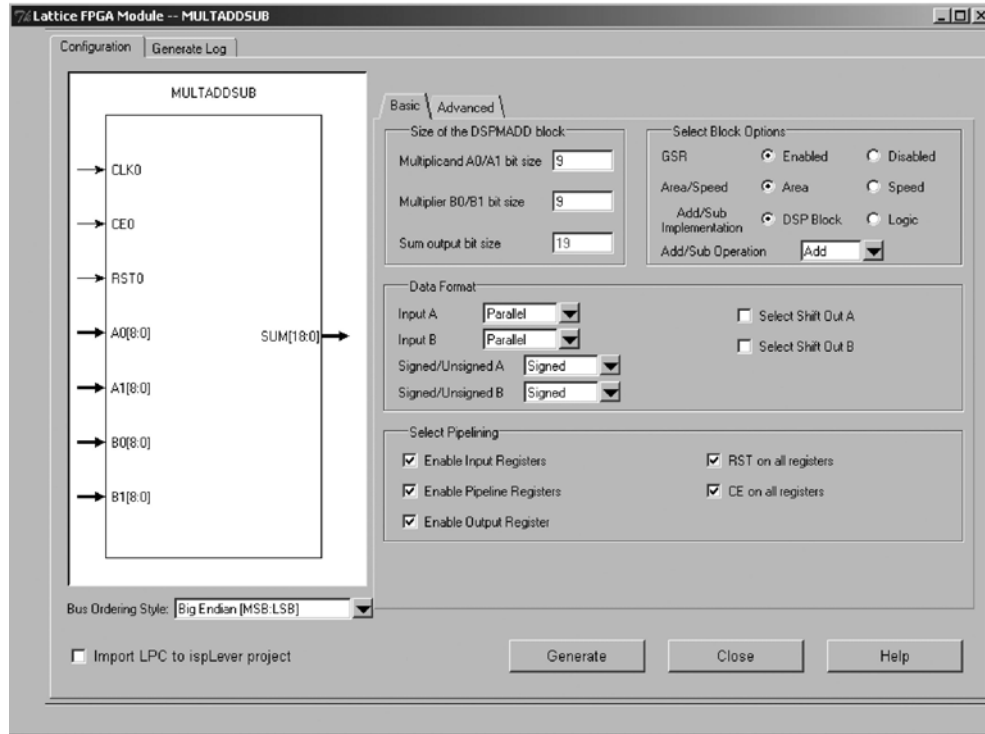 Lattice FPGA Module -- MULTADDSUB
Configuration
Generate Log
MULTADDSUB
CLK0
CE0
RST0
A0[8:0]
SUM[18:0]
A1[8:0]
B0[8:0]
B1[8:0]
Bus Ordering Style: Big Endian [MSB:LSB]
Basic
Advanced
Size of the DSPMADD block
Multiplicand A0/A1 bit size 9
Multiplier B0/B1 bit size 9
Sum output bit size 19
Select Block Options
GSR Enabled Disabled
Area/Speed Area Speed
Add/Sub
Implementation DSP Block Logic
Add/Sub Operation Add
Data Format
Input A Parallel
Select Shift Out A
Input B Parallel
Select Shift Out B
Signed/Unsigned A Signed
Signed/Unsigned B Signed
Select Pipelining
Enable Input Registers
RST on all registers
Enable Pipeline Registers
CE on all registers
Enable Output Register
Import LPC to ispLever project
Generate
Close
Help